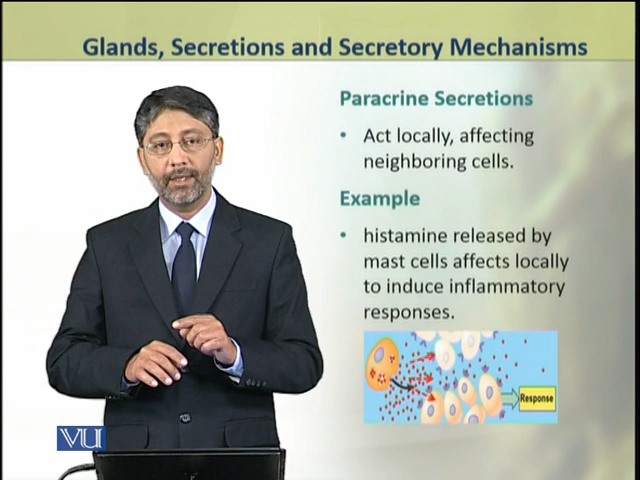 Glands, Secretions and Secretory Mechanisms
Paracrine Secretions
• Act locally, affecting
neighboring cells.
Example
• histamine released by
mast cells affects locally
to induce inflammatory
responses.
Response
VU